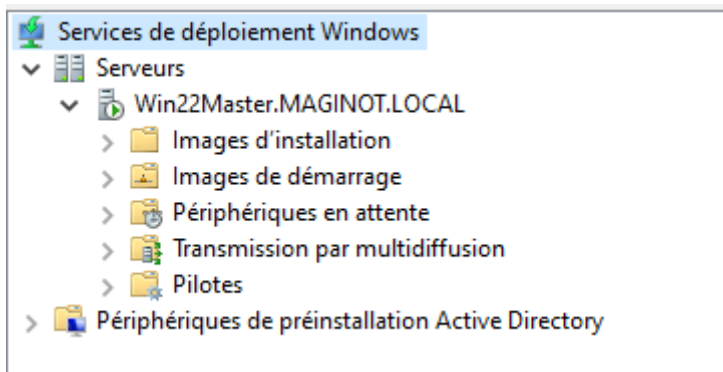 Services de déploiement Windows
Serveurs
Win22Master.MAGINOT.LOCAL
Images d'installation
Images de démarrage
Périphériques en attente
Transmission par multidiffusion
Pilotes
Périphériques de préinstallation Active Directory